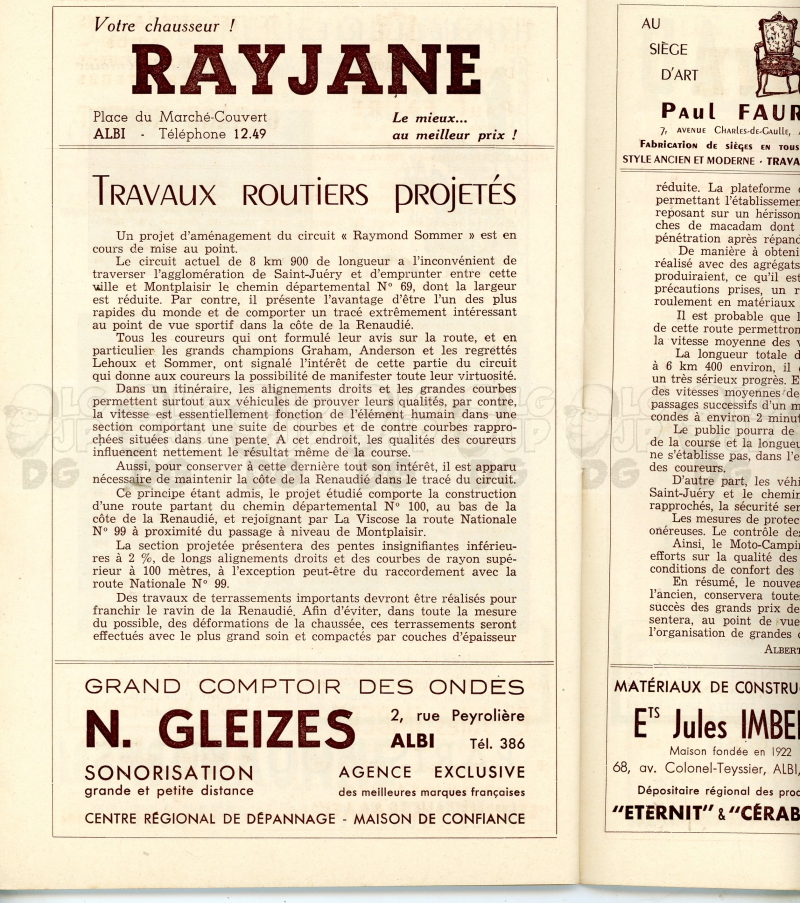 Votre chausseur !
RAYJANE
Place du Marché-Couvert
ALBI - Téléphone 12.49
Le mieux...
au meilleur prix !
TRAVAUX ROUTIERS PROJETÉS
Un projet d'aménagement du circuit « Raymond Sommer » est en
cours de mise au point.
Le circuit actuel de 8 km 900 de longueur a l'inconvénient de
traverser l'agglomération de Saint-Juéry et d'emprunter entre cette
ville et Montplaisir le chemin départemental N° 69, dont la largeur
est réduite. Par contre, il présente l'avantage d'être l'un des plus
rapides du monde et de comporter un tracé extrêmement intéressant
au point de vue sportif dans la côte de la Renaudié.
Tous les coureurs qui ont formulé leur avis sur la route, et en
particulier les grands champions Graham, Anderson et les regrettés
Lehoux et Sommer, ont signalé l'intérêt de cette partie du circuit
qui donne aux coureurs la possibilité de manifester toute leur virtuosité.
Dans un itinéraire, les alignements droits et les grandes courbes
permettent surtout aux véhicules de prouver leurs qualités, par contre,
la vitesse est essentiellement fonction de l'élément humain dans une
section comportant une suite de courbes et de contre courbes rappro-
chées situées dans une pente. A cet endroit, les qualités des coureurs
influencent nettement le résultat même de la course.
Aussi, pour conserver à cette dernière tout son intérêt, il est apparu
nécessaire de maintenir la côte de la Renaudié dans le tracé du circuit.
Ce principe étant admis, le projet étudié comporte la construction
d'une route partant du chemin départemental N° 100, au bas de la
côte de la Renaudié, et rejoignant par La Viscose la route Nationale
N° 99 à proximité du passage à niveau de Montplaisir.
La section projetée présentera des pentes insignifiantes inférieu-
res à 2 %, de longs alignements droits et des courbes de rayon supé-
rieur à 100 mètres, à l'exception peut-être du raccordement avec la
route Nationale N° 99.
Des travaux de terrassements importants devront être réalisés pour
franchir le ravin de la Renaudié. Afin d'éviter, dans toute la mesure
du possible, des déformations de la chaussée, ces terrassements seront
effectués avec le plus grand soin et compactés par couches d'épaisseur
GRAND COMPTOIR DES ONDES
N. GLEIZES
2, rue Peyrolière
ALBI Tél. 386
SONORISATION
grande et petite distance
AGENCE EXCLUSIVE
des meilleures marques françaises
CENTRE RÉGIONAL DE DÉPANNAGE - MAISON DE CONFIANCE
AU
SIÈGE
D'ART
Paul FAUR
7, AVENUE CHARLES-DE-GAULLE,
Fabrication de sièges en tous
STYLE ANCIEN ET MODERNE - TRAVA
réduite. La plateforme
permettant l'établissemen
reposant sur un hérisson
ches de macadam dont
pénétration après répand
De manière à obteni
réalisé avec des agrégats
produiraient, ce qu'il est
précautions prises, un r
roulement en matériaux
Il est probable que l
de cette route permettron
la vitesse moyenne des v
La longueur totale d
à 6 km 400 environ, il
un très sérieux progrès. E
des vitesses moyennes de
passages successifs d'un m
condes à environ 2 minut
Le public pourra de
de la course et la longueu
ne s'établisse pas, dans l'e
des coureurs.
D'autre part, les véhi
Saint-Juéry et le chemin
rapprochés, la sécurité ser
Les mesures de protec
onéreuses. Le contrôle des
Ainsi, le Moto-Campin
efforts sur la qualité des
conditions de confort des
En résumé, le nouvea
l'ancien, conservera toute
succès des grands prix de
sentera, au point de vue
l'organisation de grandes
ALBERT
MATÉRIAUX DE CONSTRU
ETS Jules IMBE
Maison fondée en 1922
68, av. Colonel-Teyssier, ALBI,
Dépositaire régional des prod
"ETERNIT" & "CÉRAB